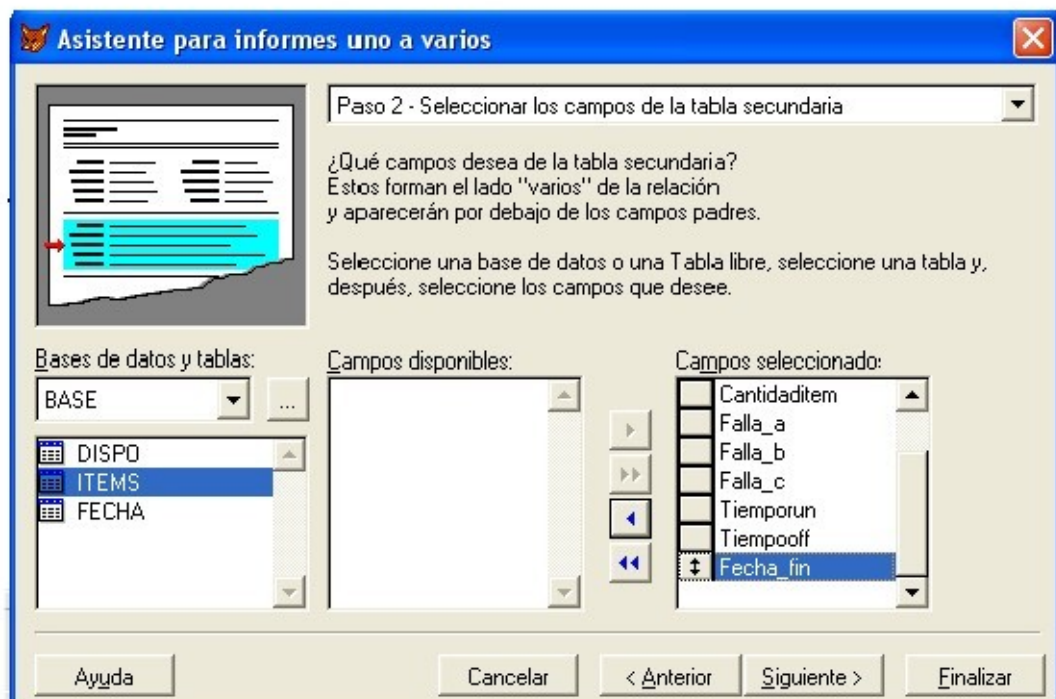 Asistente para informes uno a varios
Paso 2 - Seleccionar los campos de la tabla secundaria
¿Qué campos desea de la tabla secundaria?
Estos forman el lado "varios" de la relación
y aparecerán por debajo de los campos padres.
Seleccione una base de datos o una Tabla libre, seleccione una tabla y,
después, seleccione los campos que desee.
Bases de datos y tablas:
BASE
...
DISPO
ITEMS
FECHA
Campos disponibles:
Campos seleccionado:
Cantidaditem
Falla_a
Falla_b
Falla_c
Tiemporun
Tiempooff
Fecha_fin
Ayuda
Cancelar
< Anterior
Siguiente >
Finalizar